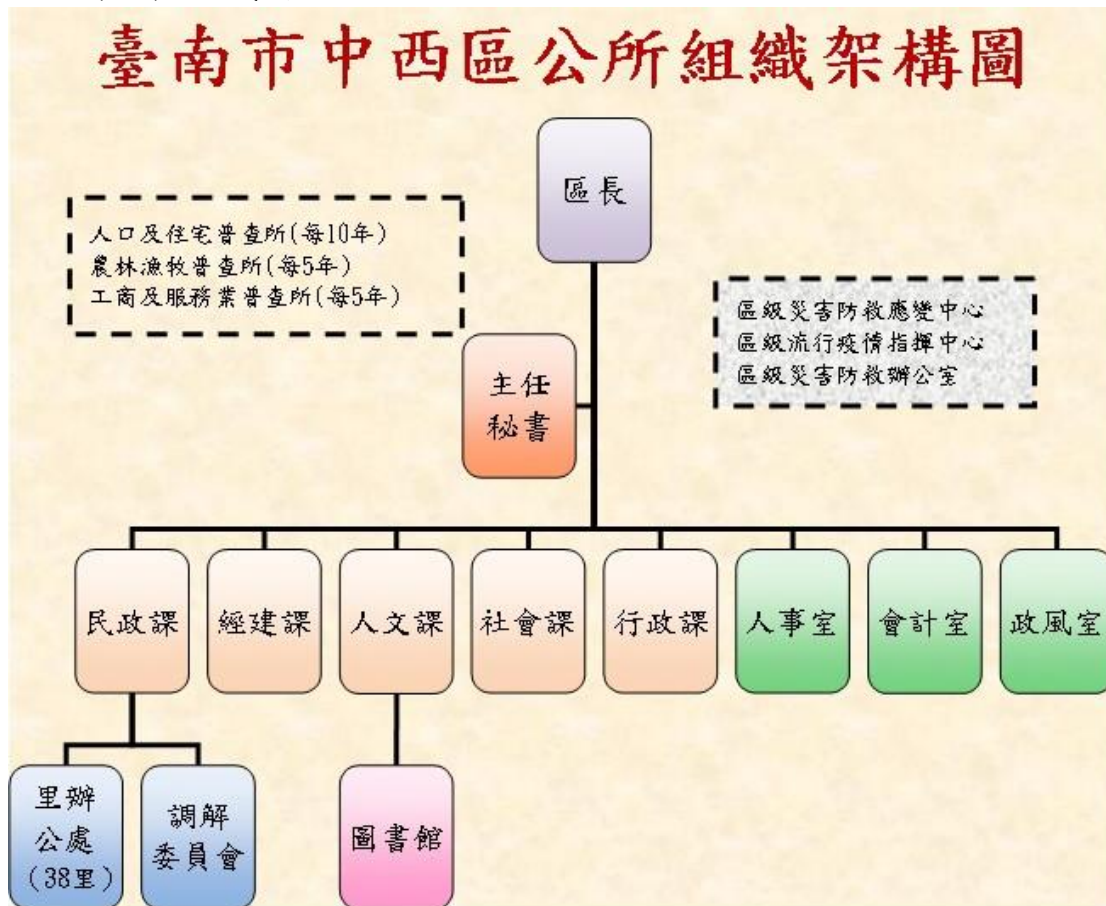 臺南市中西區公所組織架構圖
區長
人口及住宅普查所(每10年)
農林漁牧普查所(每5年)
工商及服務業普查所(每5年)
區級災害防救應變中心
區級流行疫情指揮中心
區級災害防救辦公室
主任
秘書
民政課
經建課
人文課
社會課
行政課
人事室
會計室
政風室
里辦
公處
(38里)
調解
委員會
圖書館